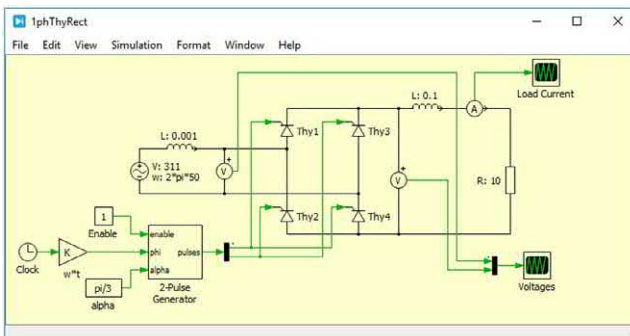 1phThyRect
File Edit View Simulation Format Window Help
Load Current
L: 0.1
A
Thy1
Thy3
L: 0.001
V: 311
w: 2*pi*50
V
V
R: 10
Thy2
Thy4
1
Enable
enable
phi
alpha
pulses
2-Pulse
Generator
Clock
K
w*t
pi/3
alpha
Voltages